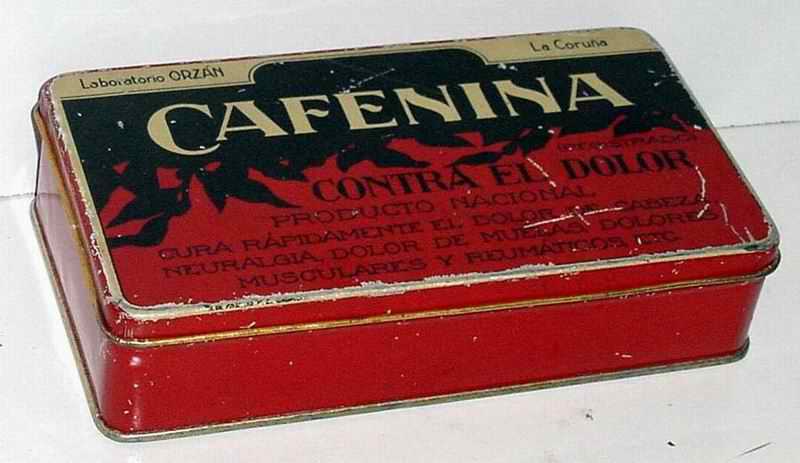 Laboratorio ORZÁN
La Coruña
CAFENINA
(REGISTRADO)
CONTRA EL DOLOR
PRODUCTO NACIONAL
CURA RÁPIDAMENTE EL DOLOR DE CABEZA
NEURALGIA, DOLOR DE MUELAS, DOLORES
MUSCULARES Y REUMÁTICOS ETC